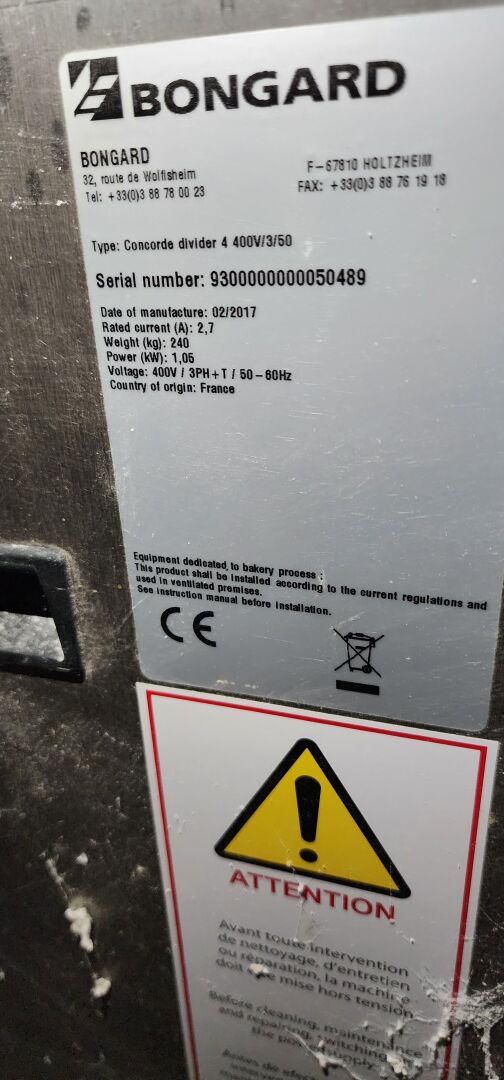 BONGARD
BONGARD
32, route de Wolfisheim
Tel: +33(0)3 88 78 00 23
F-67810 HOLTZHEIM
FAX: +33(0)3 88 76 19 18
Type: Concorde divider 4 400V/3/50
Serial number: 9300000000050489
Date of manufacture: 02/2017
Rated current (A): 2,7
Weight (kg): 240
Power (kW): 1,05
Voltage: 400V / 3PH+T / 50-60Hz
Country of origin: France
Equipment dedicated to bakery process :
This product shall be installed according to the current regulations and
used in ventilated premises.
See instruction manual before installation.
CE
ATTENTION
Avant toute intervention
de nettoyage, d'entretien
ou réparation, la machine
doit être mise hors tension
Before cleaning, maintenance
and repairing, switching
the power supply
Antes de